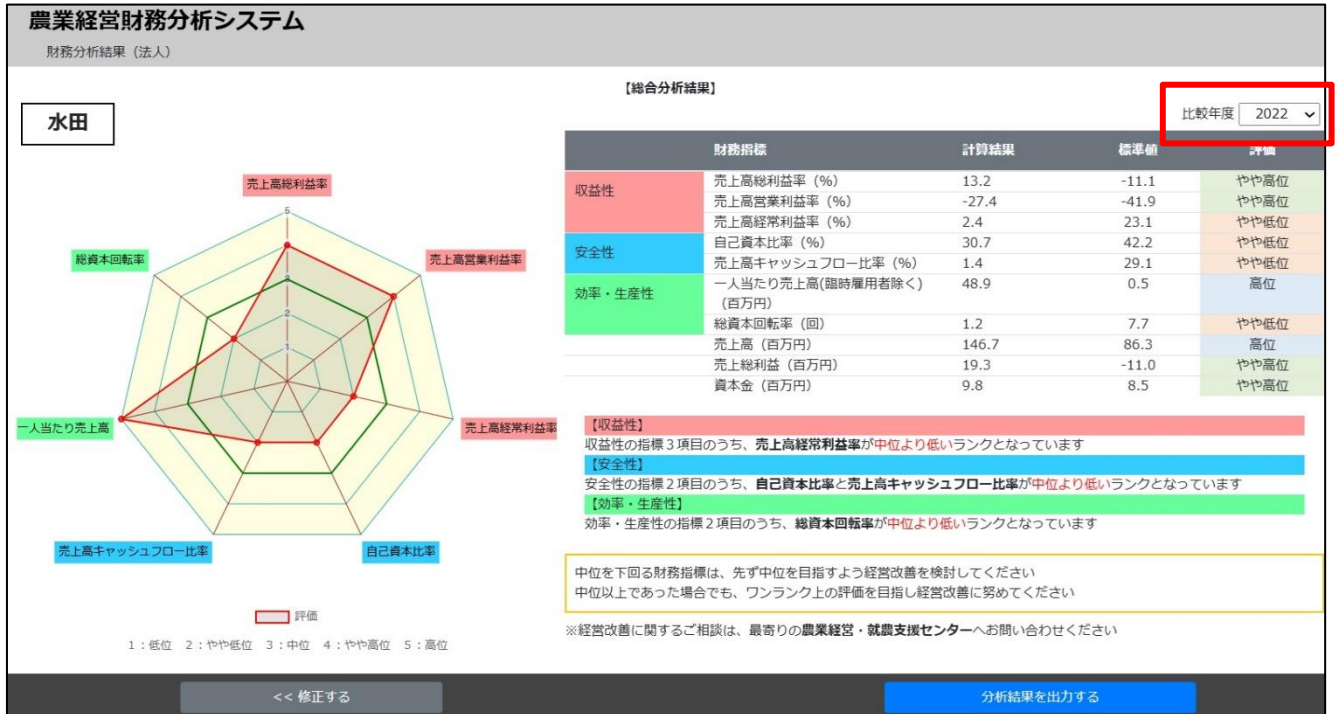 農業経営財務分析システム
財務分析結果（法人）
【総合分析結果】
水田
比較年度 2022
財務指標 計算結果 標準値 評価
収益性
売上高総利益率（%） 13.2 -11.1 やや高位
売上高営業利益率（%） -27.4 -41.9 やや高位
売上高経常利益率（%） 2.4 23.1 やや低位
安全性
自己資本比率（%） 30.7 42.2 やや低位
売上高キャッシュフロー比率（%） 1.4 29.1 やや低位
効率・生産性
一人当たり売上高(臨時雇用者除く) 48.9 0.5 高位
（百万円）
総資本回転率（回） 1.2 7.7 やや低位
売上高（百万円） 146.7 86.3 高位
売上総利益（百万円） 19.3 -11.0 やや高位
資本金（百万円） 9.8 8.5 やや高位
売上高総利益率
総資本回転率
売上高営業利益率
一人当たり売上高
売上高経常利益率
売上高キャッシュフロー比率
自己資本比率
5
3
2
1
評価
1：低位 2：やや低位 3：中位 4：やや高位 5：高位
【収益性】
収益性の指標３項目のうち、売上高経常利益率が中位より低いランクとなっています
【安全性】
安全性の指標２項目のうち、自己資本比率と売上高キャッシュフロー比率が中位より低いランクとなっています
【効率・生産性】
効率・生産性の指標２項目のうち、総資本回転率が中位より低いランクとなっています
中位を下回る財務指標は、先ず中位を目指すよう経営改善を検討してください
中位以上であった場合でも、ワンランク上の評価を目指し経営改善に努めてください
※経営改善に関するご相談は、最寄りの農業経営・就農支援センターへお問い合わせください
<< 修正する
分析結果を出力する